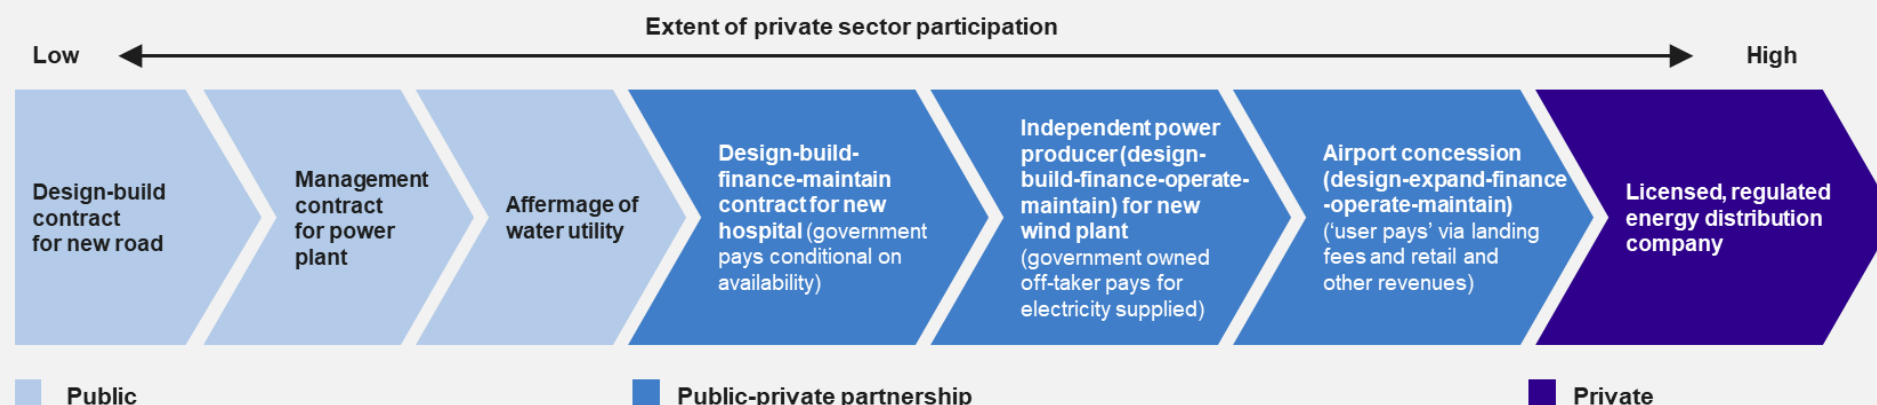 Extent of private sector participation
Low
High
Design-build
contract
for new road
Management
contract
for power
plant
Affermage of
water utility
Design-build-
finance-maintain
contract for new
hospital (government
pays conditional on
availability)
Independent power
producer (design-
build-finance-operate-
maintain) for new
wind plant
(government owned
off-taker pays for
electricity supplied)
Airport concession
(design-expand-finance
-operate-maintain)
(‘user pays’ via landing
fees and retail and
other revenues)
Licensed, regulated
energy distribution
company
Public
Public-private partnership
Private